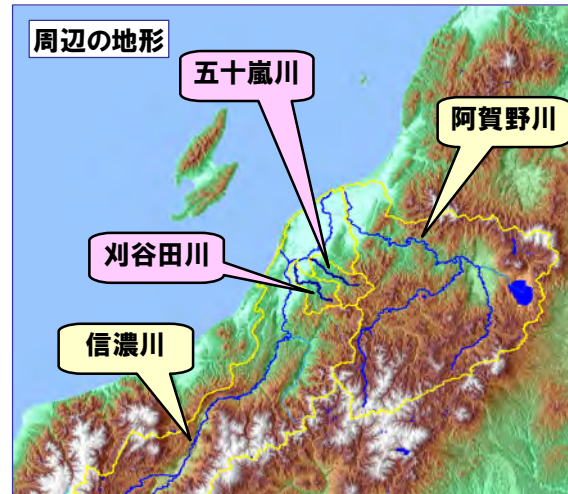 周辺の地形
五十嵐川
阿賀野川
刈谷田川
信濃川